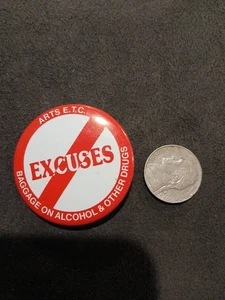 ARTS E.T.C.
EXCUSES
BAGGAGE ON ALCOHOL & OTHER DRUGS